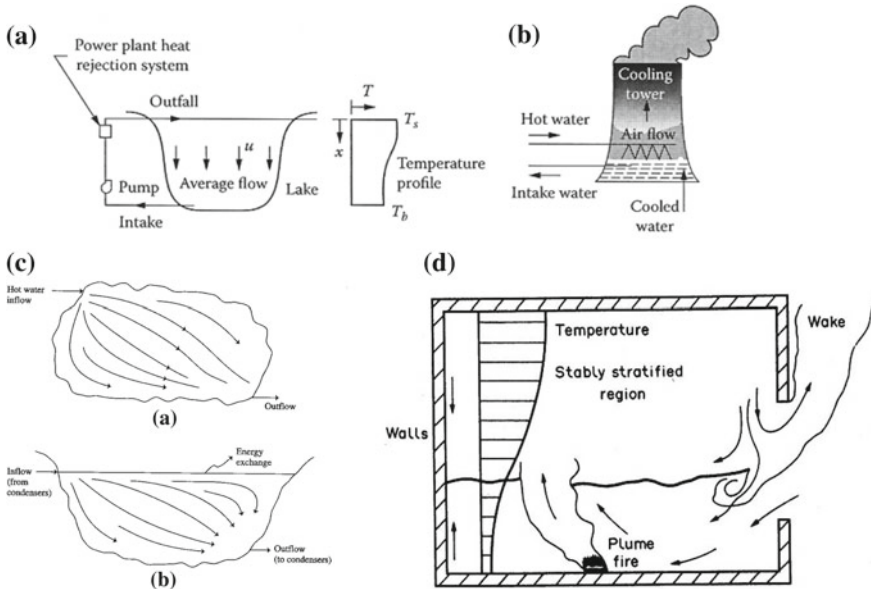 (a)
Power plant heat
rejection system
Outfall
u
Average flow
Pump
Intake
Lake
T
x
T_s
Temperature
profile
T_b
(b)
Cooling
tower
Hot water
Air flow
Intake water
Cooled
water
(c)
Hot water
inflow
Outflow
(a)
Energy
exchange
Inflow
(from
condensers)
Outflow
(to condensers)
(b)
(d)
Temperature
Wake
Stably stratified
region
Walls
Plume
fire